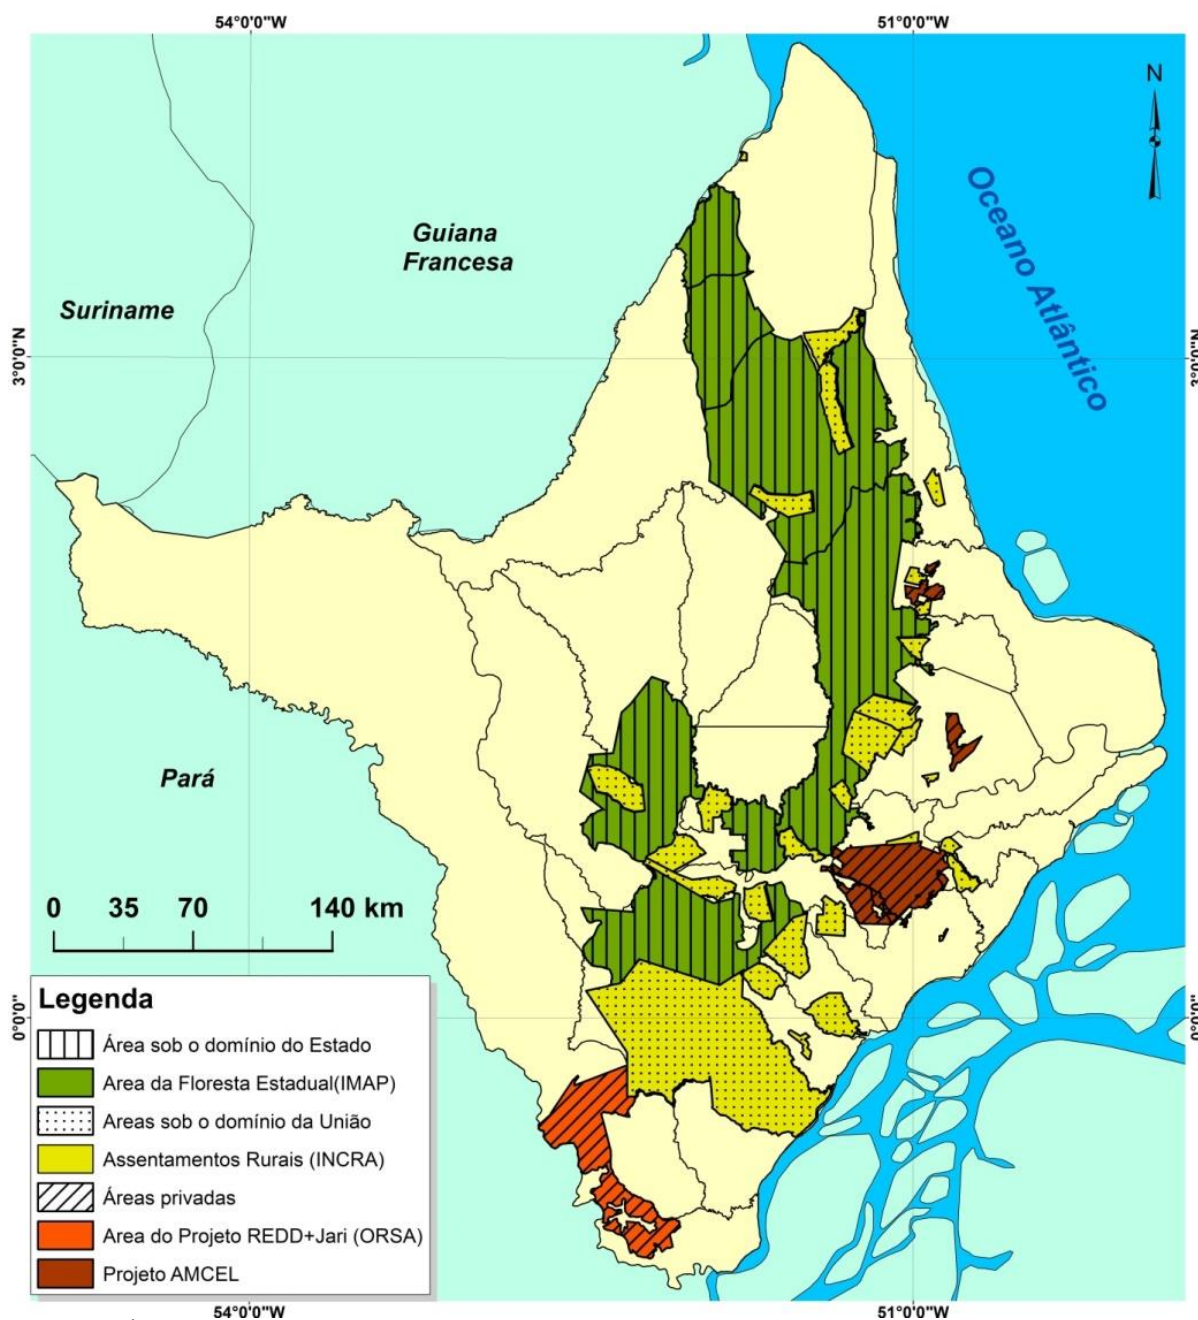 54°0'0"W
51°0'0"W
N
Oceano Atlântico
Guiana
Francesa
Suriname
3°0'0"N
3°0'0"N
Pará
0 35 70 140 km
Legenda
Área sob o domínio do Estado
Area da Floresta Estadual(IMAP)
Areas sob o domínio da União
Assentamentos Rurais (INCRA)
Áreas privadas
Area do Projeto REDD+Jari (ORSA)
Projeto AMCEL
0°0'0"
0°0'0"
54°0'0"W
51°0'0"W